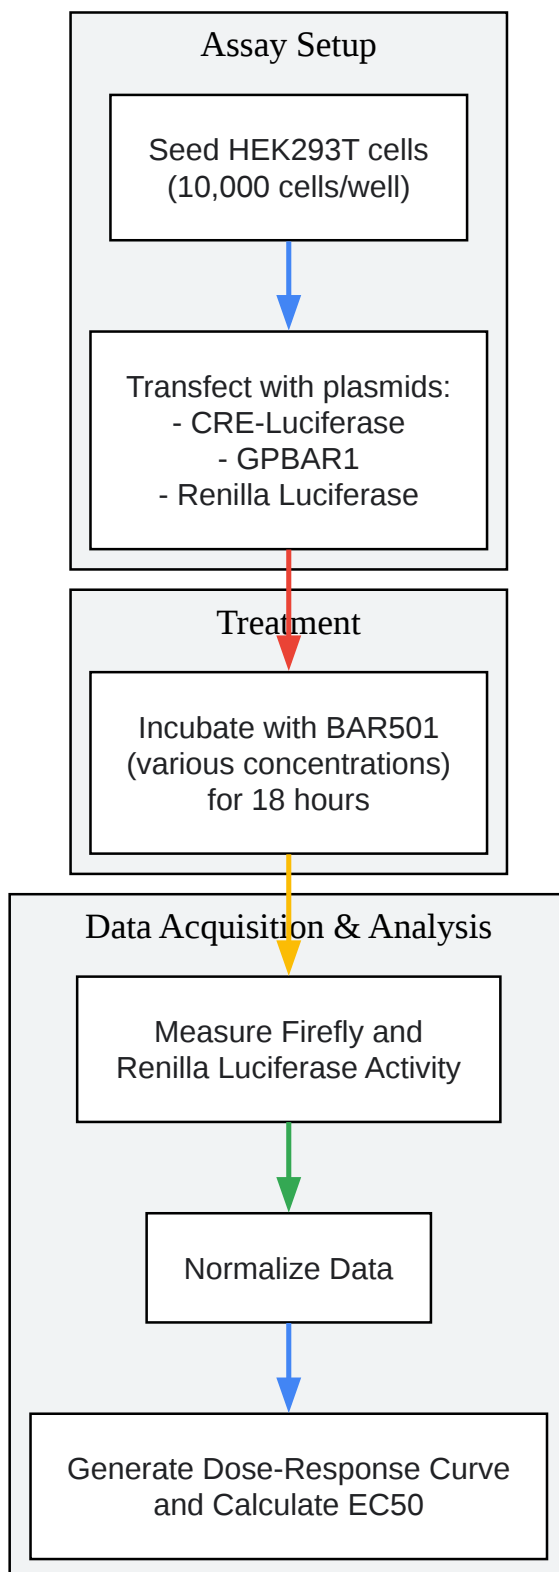 Assay Setup
Seed HEK293T cells
(10,000 cells/well)
Transfect with plasmids:
- CRE-Luciferase
- GPBAR1
- Renilla Luciferase
Treatment
Incubate with BAR501
(various concentrations)
for 18 hours
Data Acquisition & Analysis
Measure Firefly and
Renilla Luciferase Activity
Normalize Data
Generate Dose-Response Curve
and Calculate EC50